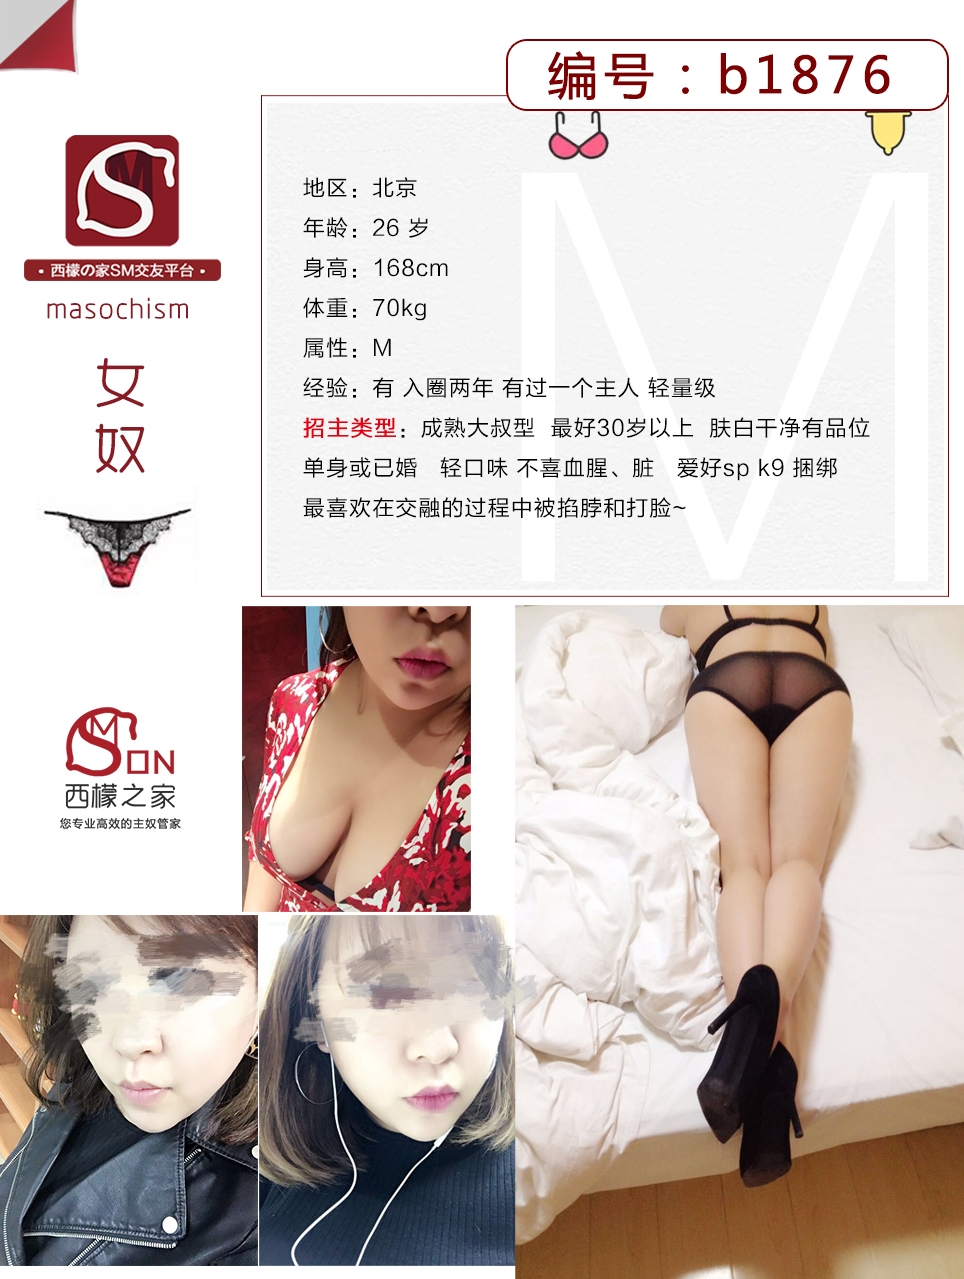 编号：b1876
西檬の家SM交友平台
masochism
女
奴
地区：北京
年龄：26 岁
身高：168cm
体重：70kg
属性：M
经验：有 入圈两年 有过一个主人 轻量级
招主类型：成熟大叔型 最好30岁以上 肤白干净有品位
单身或已婚 轻口味 不喜血腥、脏 爱好sp k9 捆绑
最喜欢在交融的过程中被掐脖和打脸~
M
SM
SMON
西檬之家
您专业高效的主奴管家